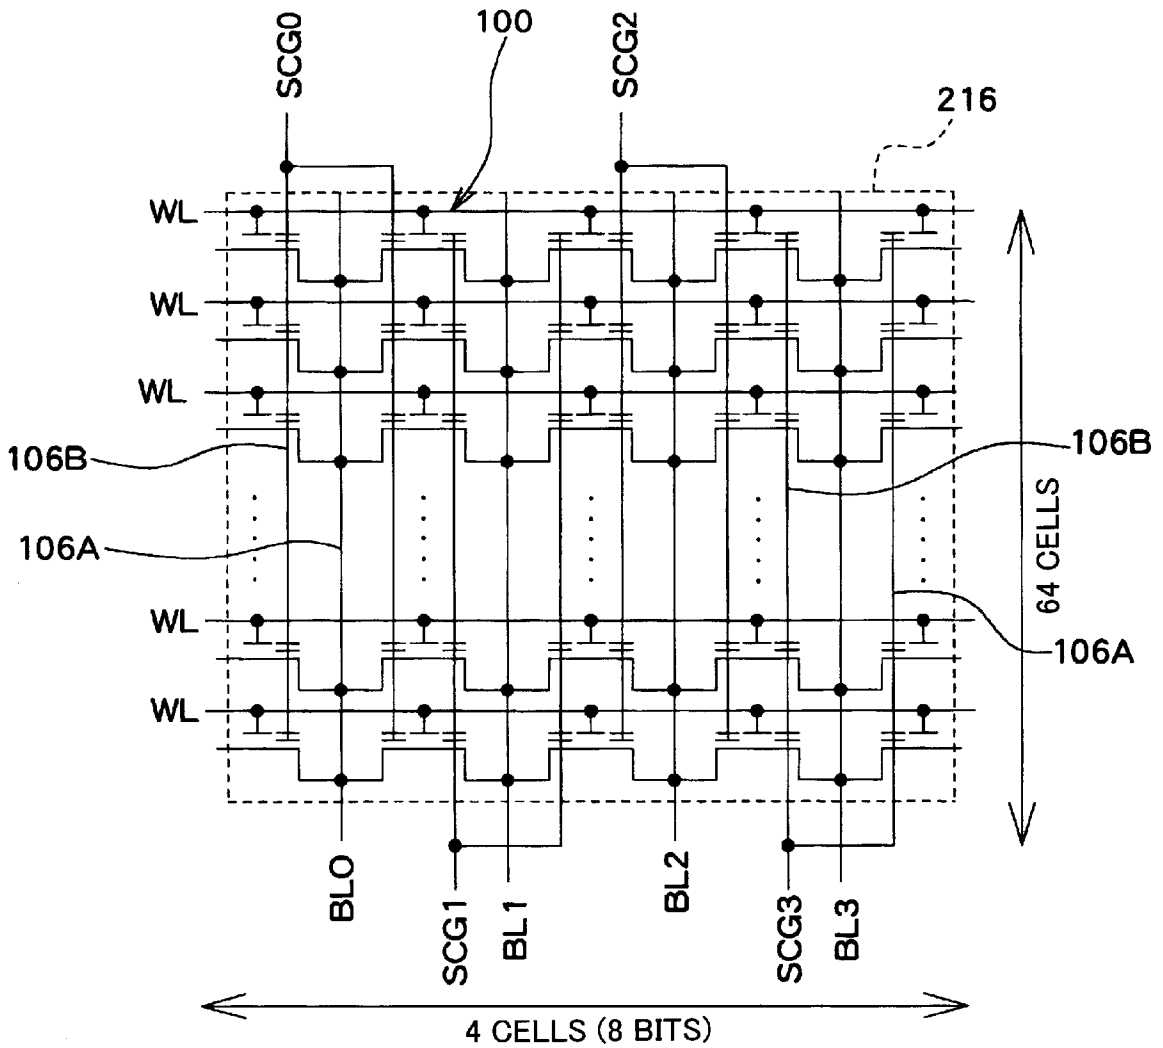 SCG0
100
SCG2
216
WL
WL
WL
106B
106B
106A
64 CELLS
WL
106A
WL
BL0
SCG1
BL1
BL2
SCG3
BL3
4 CELLS (8 BITS)